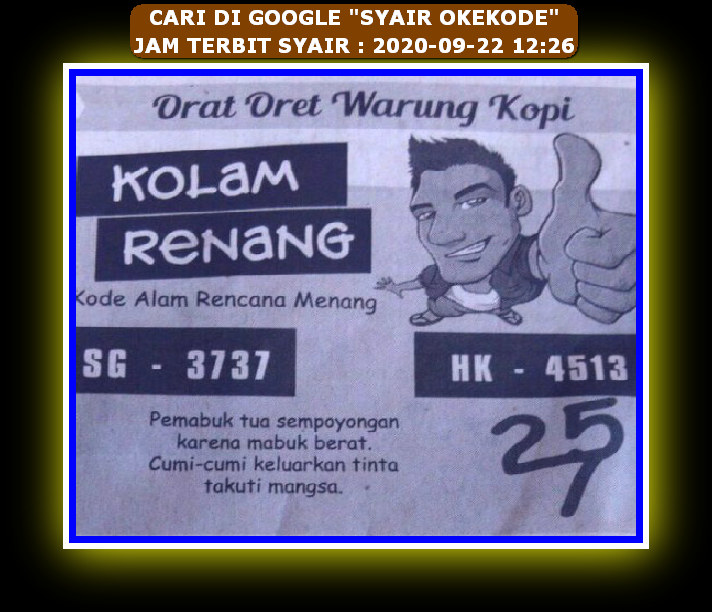 CARI DI GOOGLE "SYAIR OKEKODE"
JAM TERBIT SYAIR : 2020-09-22 12:26
Orat Oret Warung Kopi
KOLAM
RENANG
Kode Alam Rencana Menang
SG - 3737
HK - 4513
Pemabuk tua sempoyongan
karena mabuk berat.
Cumi-cumi keluarkan tinta
takuti mangsa.
25
7